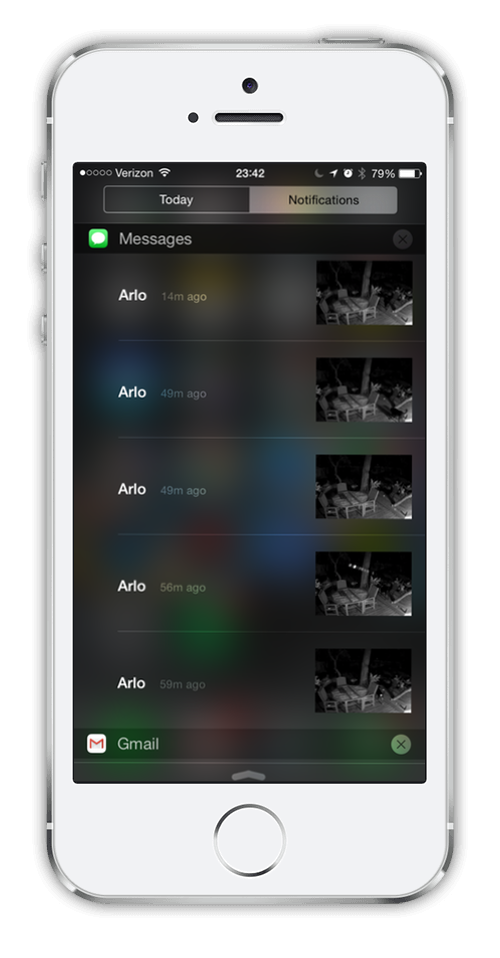 Verizon 23:42 79%
Today Notifications
Messages
Arlo 14m ago
Arlo 49m ago
Arlo 49m ago
Arlo 56m ago
Arlo 59m ago
Gmail